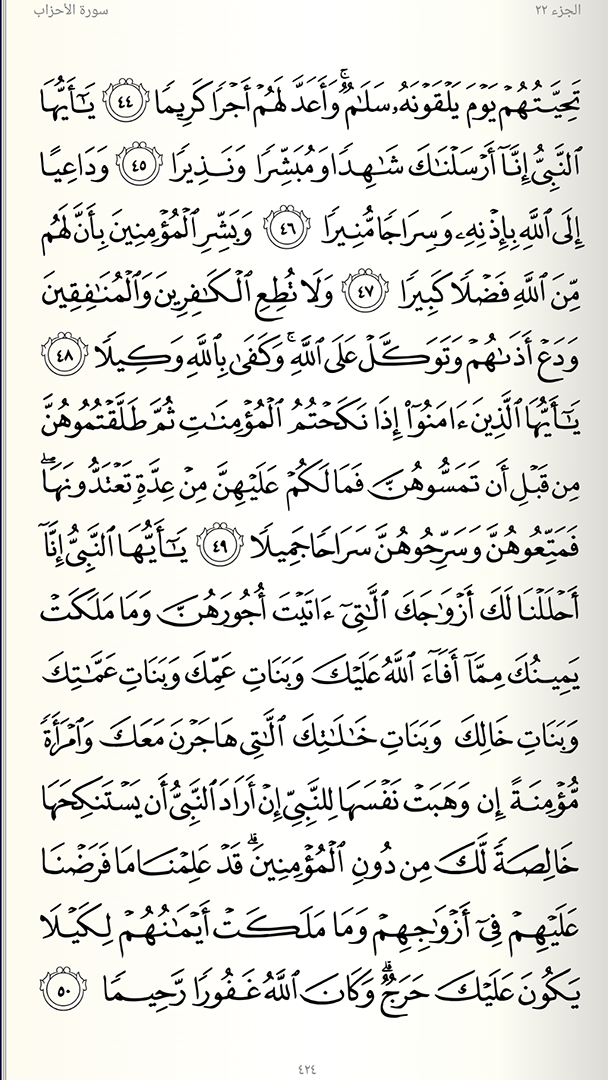 الجزء ٢٢
سورة الأحزاب
تَحِيَّتُهُمْ يَوْمَ يَلْقَوْنَهُۥ سَلَٰمٌۚ وَأَعَدَّ لَهُمْ أَجْرًا كَرِيمًا ٤٤ يَٰٓأَيُّهَا
ٱلنَّبِىُّ إِنَّآ أَرْسَلْنَٰكَ شَٰهِدًا وَمُبَشِّرًا وَنَذِيرًا ٤٥ وَدَاعِيًا
إِلَى ٱللَّهِ بِإِذْنِهِۦ وَسِرَاجًا مُّنِيرًا ٤٦ وَبَشِّرِ ٱلْمُؤْمِنِينَ بِأَنَّ لَهُم
مِّنَ ٱللَّهِ فَضْلًا كَبِيرًا ٤٧ وَلَا تُطِعِ ٱلْكَٰفِرِينَ وَٱلْمُنَٰفِقِينَ
وَدَعْ أَذَىٰهُمْ وَتَوَكَّلْ عَلَى ٱللَّهِۚ وَكَفَىٰ بِٱللَّهِ وَكِيلًا ٤٨
يَٰٓأَيُّهَا ٱلَّذِينَ ءَامَنُوٓا۟ إِذَا نَكَحْتُمُ ٱلْمُؤْمِنَٰتِ ثُمَّ طَلَّقْتُمُوهُنَّ
مِن قَبْلِ أَن تَمَسُّوهُنَّ فَمَا لَكُمْ عَلَيْهِنَّ مِنْ عِدَّةٍ تَعْتَدُّونَهَاۖ
فَمَتِّعُوهُنَّ وَسَرِّحُوهُنَّ سَرَاحًا جَمِيلًا ٤٩ يَٰٓأَيُّهَا ٱلنَّبِىُّ إِنَّآ
أَحْلَلْنَا لَكَ أَزْوَٰجَكَ ٱلَّٰتِىٓ ءَاتَيْتَ أُجُورَهُنَّ وَمَا مَلَكَتْ
يَمِينُكَ مِمَّآ أَفَآءَ ٱللَّهُ عَلَيْكَ وَبَنَاتِ عَمِّكَ وَبَنَاتِ عَمَّٰتِكَ
وَبَنَاتِ خَالِكَ وَبَنَاتِ خَٰلَٰتِكَ ٱلَّٰتِى هَاجَرْنَ مَعَكَ وَٱمْرَأَةً
مُّؤْمِنَةً إِن وَهَبَتْ نَفْسَهَا لِلنَّبِىِّ إِنْ أَرَادَ ٱلنَّبِىُّ أَن يَسْتَنكِحَهَا
خَالِصَةً لَّكَ مِن دُونِ ٱلْمُؤْمِنِينَۗ قَدْ عَلِمْنَا مَا فَرَضْنَا
عَلَيْهِمْ فِىٓ أَزْوَٰجِهِمْ وَمَا مَلَكَتْ أَيْمَٰنُهُمْ لِكَيْلَا
يَكُونَ عَلَيْكَ حَرَجٌۗ وَكَانَ ٱللَّهُ غَفُورًا رَّحِيمًا ٥٠
٤٢٤